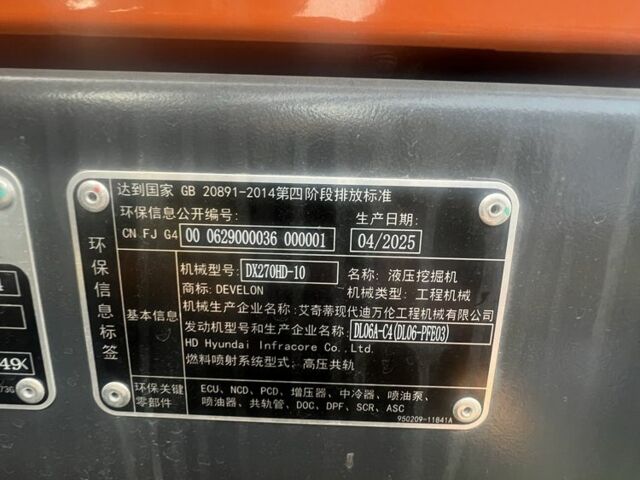 达到国家 GB 20891-2014第四阶段排放标准
环保信息公开编号:
生产日期:
CN FJ G4 00 0629000036 000001
04/2025
环保信息标签
基本信息
机械型号: DX270HD-10
名称: 液压挖掘机
商标: DEVELON
机械类型: 工程机械
机械生产企业名称: 艾奇蒂现代迪万伦工程机械有限公司
发动机型号和生产企业名称: DL06A-C4(DL06-PFE03)
HD Hyundai Infracore Co., Ltd.
燃料喷射系统型式: 高压共轨
环保关键
零部件
ECU、NCD、PCD、增压器、中冷器、喷油泵、
喷油器、共轨管、DOC、DPF、SCR、ASC
950209-11841A
49K